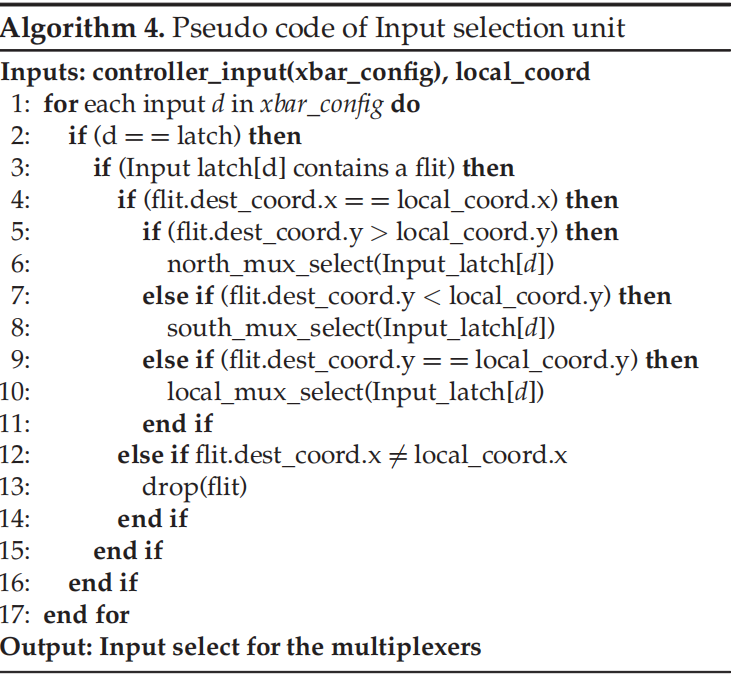 Algorithm 4. Pseudo code of Input selection unit
Inputs: controller_input(xbar_config), local_coord
1: for each input d in xbar_config do
2: if (d == latch) then
3: if (Input latch[d] contains a flit) then
4: if (flit.dest_coord.x == local_coord.x) then
5: if (flit.dest_coord.y > local_coord.y) then
6: north_mux_select(Input_latch[d])
7: else if (flit.dest_coord.y < local_coord.y) then
8: south_mux_select(Input_latch[d])
9: else if (flit.dest_coord.y == local_coord.y) then
10: local_mux_select(Input_latch[d])
11: end if
12: else if flit.dest_coord.x ≠ local_coord.x
13: drop(flit)
14: end if
15: end if
16: end if
17: end for
Output: Input select for the multiplexers